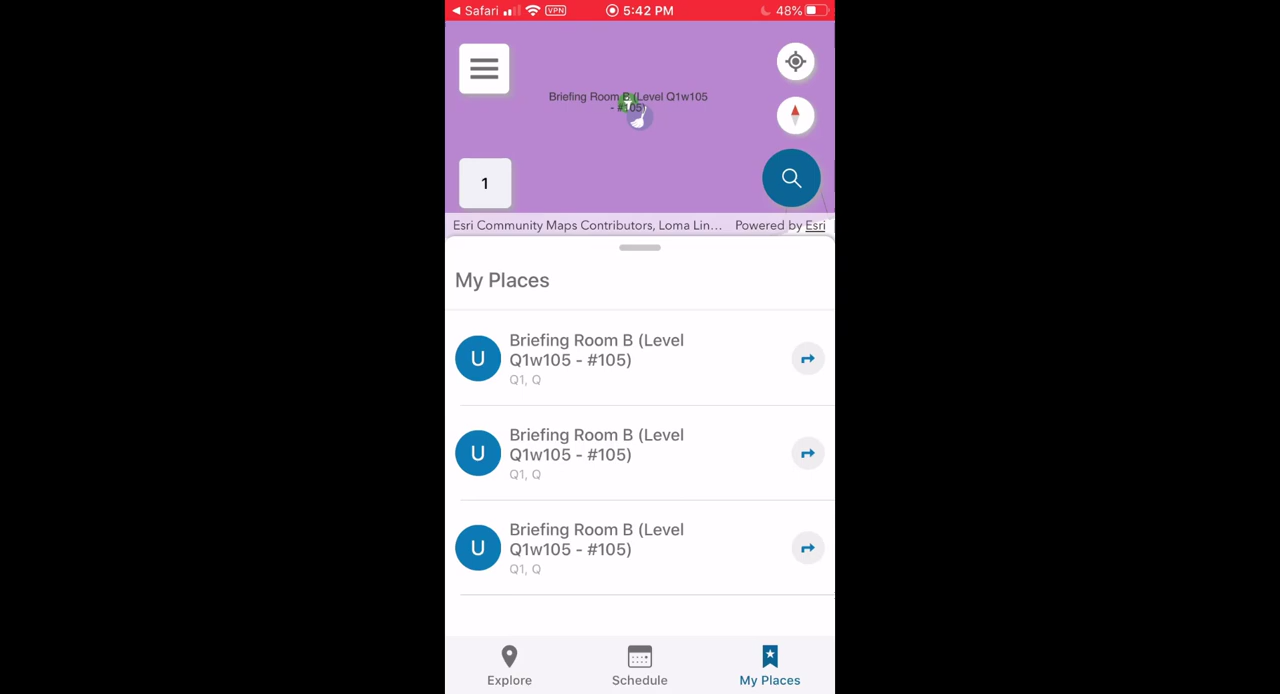 Safari VPN 5:42 PM 48%
Briefing Room B (Level Q1w105
- #105)
1
Esri Community Maps Contributors, Loma Lin... Powered by Esri
My Places
U
Briefing Room B (Level
Q1w105 - #105)
Q1, Q
U
Briefing Room B (Level
Q1w105 - #105)
Q1, Q
U
Briefing Room B (Level
Q1w105 - #105)
Q1, Q
Explore Schedule My Places